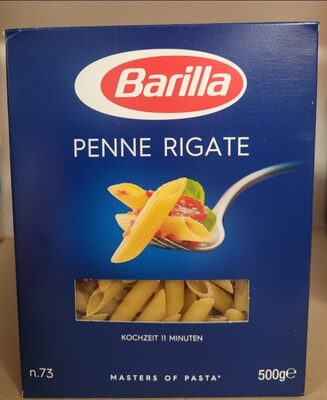 Barilla
PENNE RIGATE
KOCHZEIT 11 MINUTEN
n.73
500g℮
MASTERS OF PASTA®